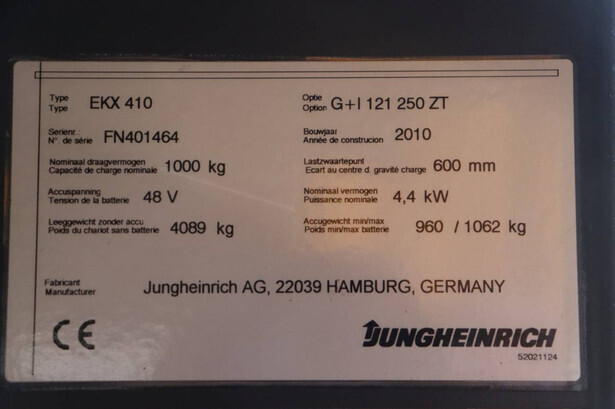 Type EKX 410 Optie G+I 121 250 ZT
Type Option
Serienr.: FN401464 Bouwjaar 2010
N°. de série Année de construcion
Nominaal draagvermogen 1000 kg Lastzwaartepunt 600 mm
Capacité de charge nominale Ecart au centre d. gravité charge
Accuspanning 48 V Nominaal vermogen 4,4 kW
Tension de la batterie Puissance nominale
Leeggewicht zonder accu 4089 kg Accugewicht min/max 960 / 1062 kg
Poids du chariot sans batterie Poids min/max batterie
Fabricant Jungheinrich AG, 22039 HAMBURG, GERMANY
Manufacturer
CE JUNGHEINRICH
52021124